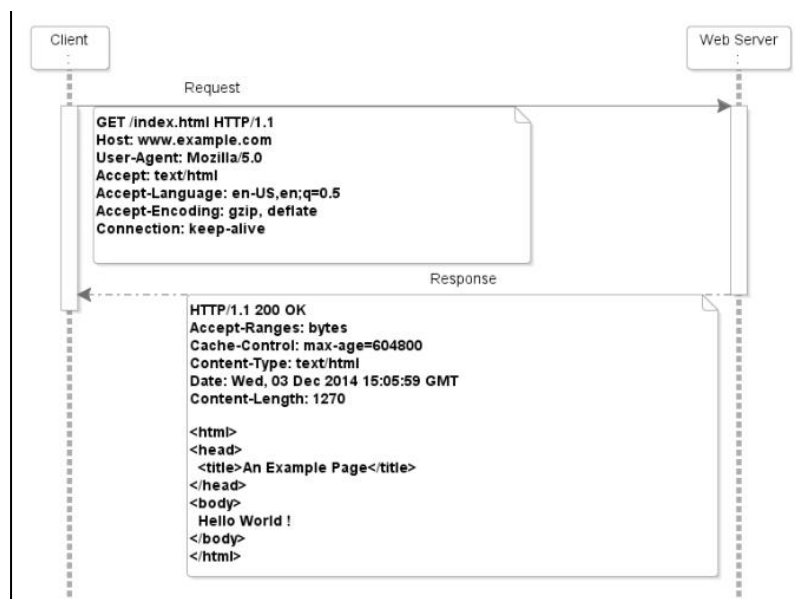 Client
Web Server
Request
GET /index.html HTTP/1.1
Host: www.example.com
User-Agent: Mozilla/5.0
Accept: text/html
Accept-Language: en-US,en;q=0.5
Accept-Encoding: gzip, deflate
Connection: keep-alive
Response
HTTP/1.1 200 OK
Accept-Ranges: bytes
Cache-Control: max-age=604800
Content-Type: text/html
Date: Wed, 03 Dec 2014 15:05:59 GMT
Content-Length: 1270
<html>
<head>
<title>An Example Page</title>
</head>
<body>
Hello World !
</body>
</html>